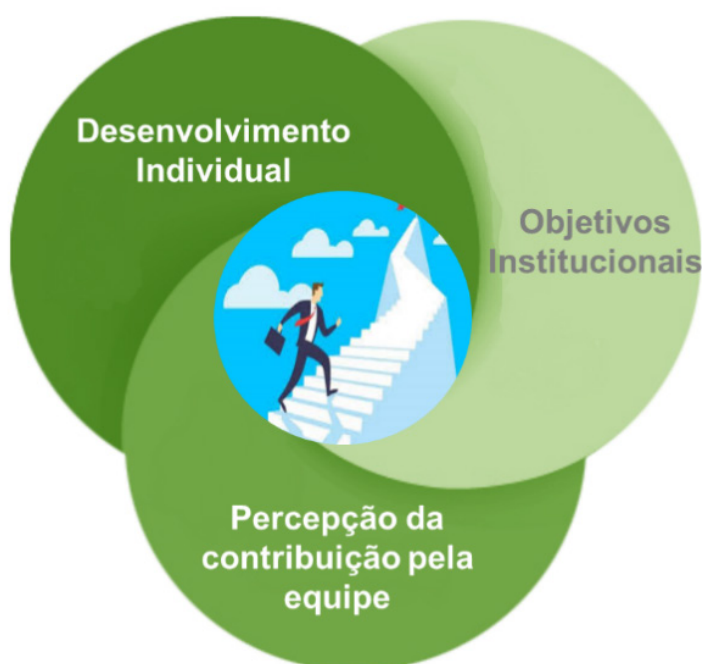 Desenvolvimento
Individual
Objetivos
Institucionais
Percepção da
contribuição pela
equipe